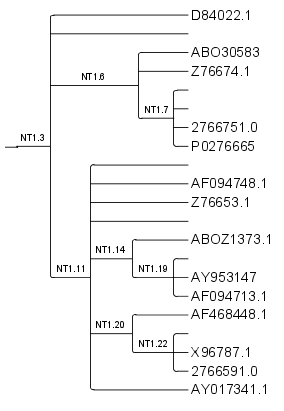 D84022.1
ABO30583
NT1.6
Z76674.1
NT1.7
2766751.0
NT1.3
P0276665
AF094748.1
Z76653.1
ABOZ1373.1
NT1.14
NT1.11
NT1.19
AY953147
AF094713.1
AF468448.1
NT1.20
NT1.22
X96787.1
2766591.0
AY017341.1